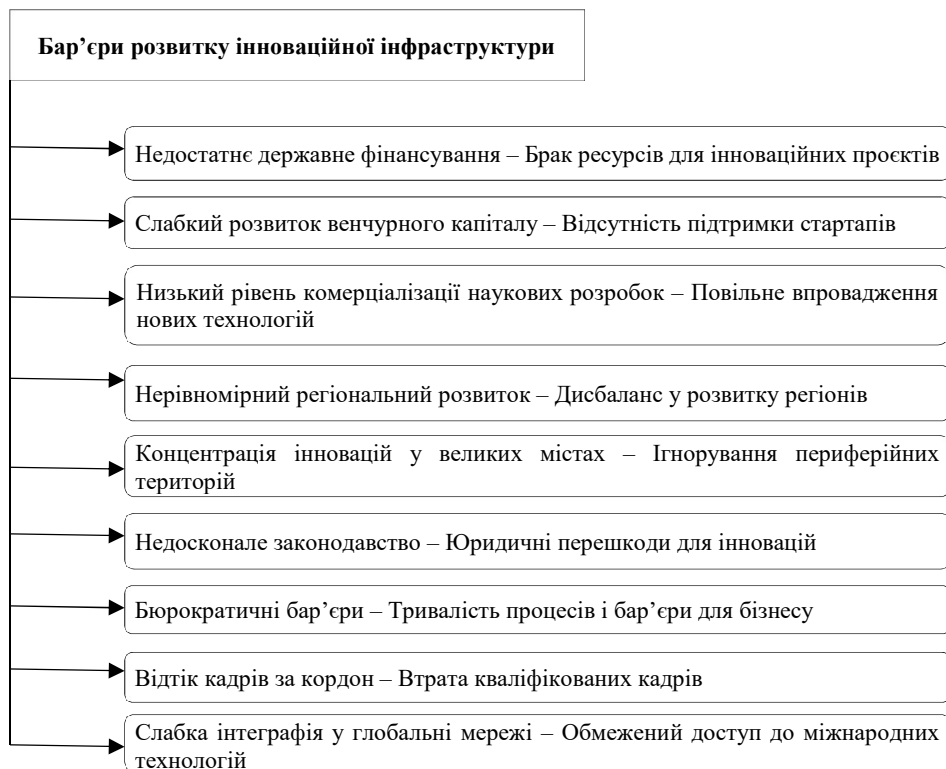 Бар’єри розвитку інноваційної інфраструктури
Недостатнє державне фінансування – Брак ресурсів для інноваційних проєктів
Слабкий розвиток венчурного капіталу – Відсутність підтримки стартапів
Низький рівень комерціалізації наукових розробок – Повільне впровадження
нових технологій
Нерівномірний регіональний розвиток – Дисбаланс у розвитку регіонів
Концентрація інновацій у великих містах – Ігнорування периферійних
територій
Недосконале законодавство – Юридичні перешкоди для інновацій
Бюрократичні бар’єри – Тривалість процесів і бар’єри для бізнесу
Відтік кадрів за кордон – Втрата кваліфікованих кадрів
Слабка інтеграфія у глобальні мережі – Обмежений доступ до міжнародних
технологій